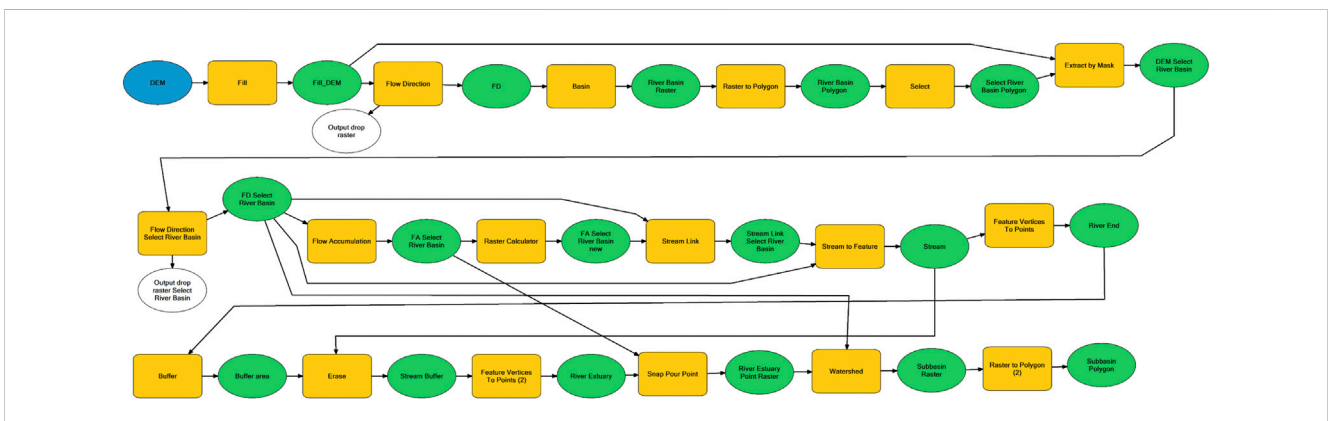 DEM
Fill
Fill_DEM
Flow Direction
FD
Basin
River Basin
Raster
Raster to Polygon
River Basin
Polygon
Select
Select River
Basin Polygon
Extract by Mask
DEM Select
River Basin
Output drop
raster
Flow Direction
Select River Basin
FD Select
River Basin
Flow Accumulation
FA Select
River Basin
Raster Calculator
FA Select
River Basin
new
Stream Link
Stream Link
Select River
Basin
Stream to Feature
Stream
Feature Vertices
To Points
River End
Output drop
raster Select
River Basin
Buffer
Buffer area
Erase
Stream Buffer
Feature Vertices
To Points (2)
River Estuary
Snap Pour Point
River Estuary
Point Raster
Watershed
Subbasin
Raster
Raster to Polygon
(2)
Subbasin
Polygon